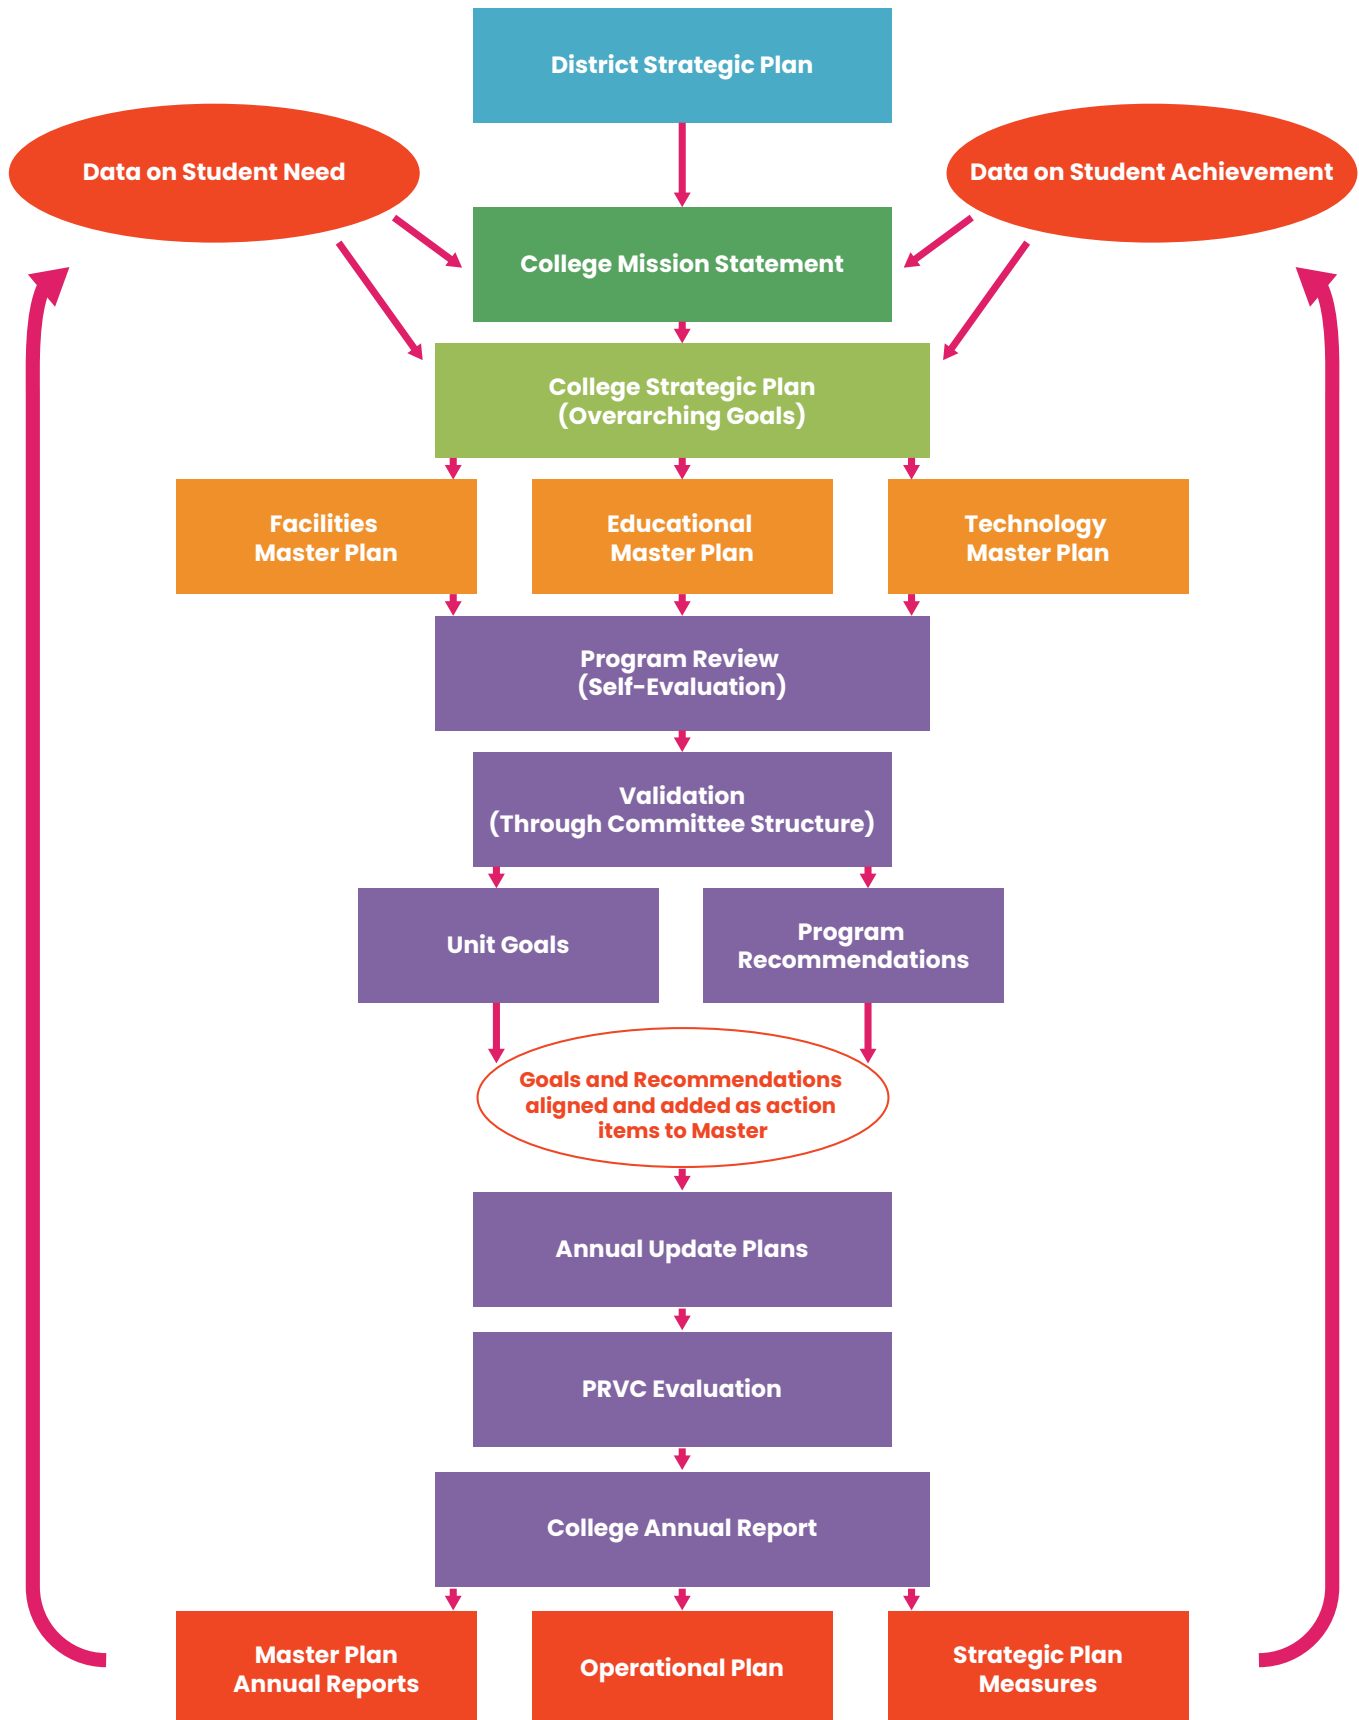 District Strategic Plan
Data on Student Need
Data on Student Achievement
College Mission Statement
College Strategic Plan
(Overarching Goals)
Facilities
Master Plan
Educational
Master Plan
Technology
Master Plan
Program Review
(Self-Evaluation)
Validation
(Through Committee Structure)
Unit Goals
Program
Recommendations
Goals and Recommendations
aligned and added as action
items to Master
Annual Update Plans
PRVC Evaluation
College Annual Report
Master Plan
Annual Reports
Operational Plan
Strategic Plan
Measures